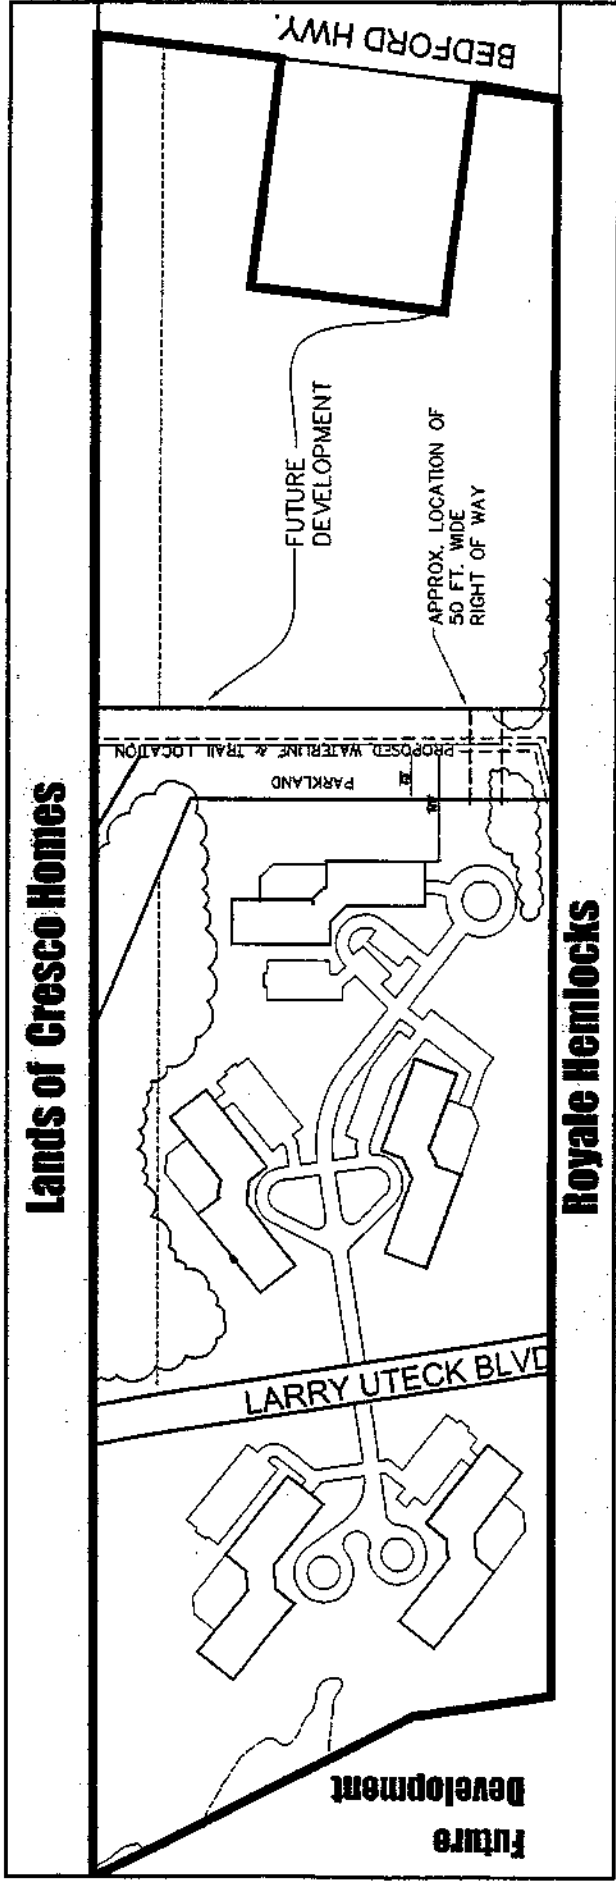 BEDFORD HWY.
FUTURE
DEVELOPMENT
APPROX. LOCATION OF
50 FT. WIDE
RIGHT OF WAY
PROPOSED WATERLINE & TRAIL LOCATION
PARKLAND
Lands of Cresco Homes
Royale Hemlocks
LARRY UTECK BLVD
Future
Development